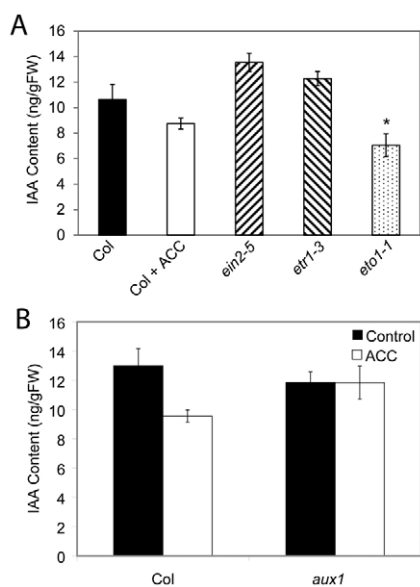 A
IAA Content (ng/gFW)
16
14
12
10
8
6
4
2
0
*
Col
Col + ACC
ein2-5
etr1-3
eto1-1
B
IAA Content (ng/gFW)
16
14
12
10
8
6
4
2
0
Control
ACC
Col
aux1